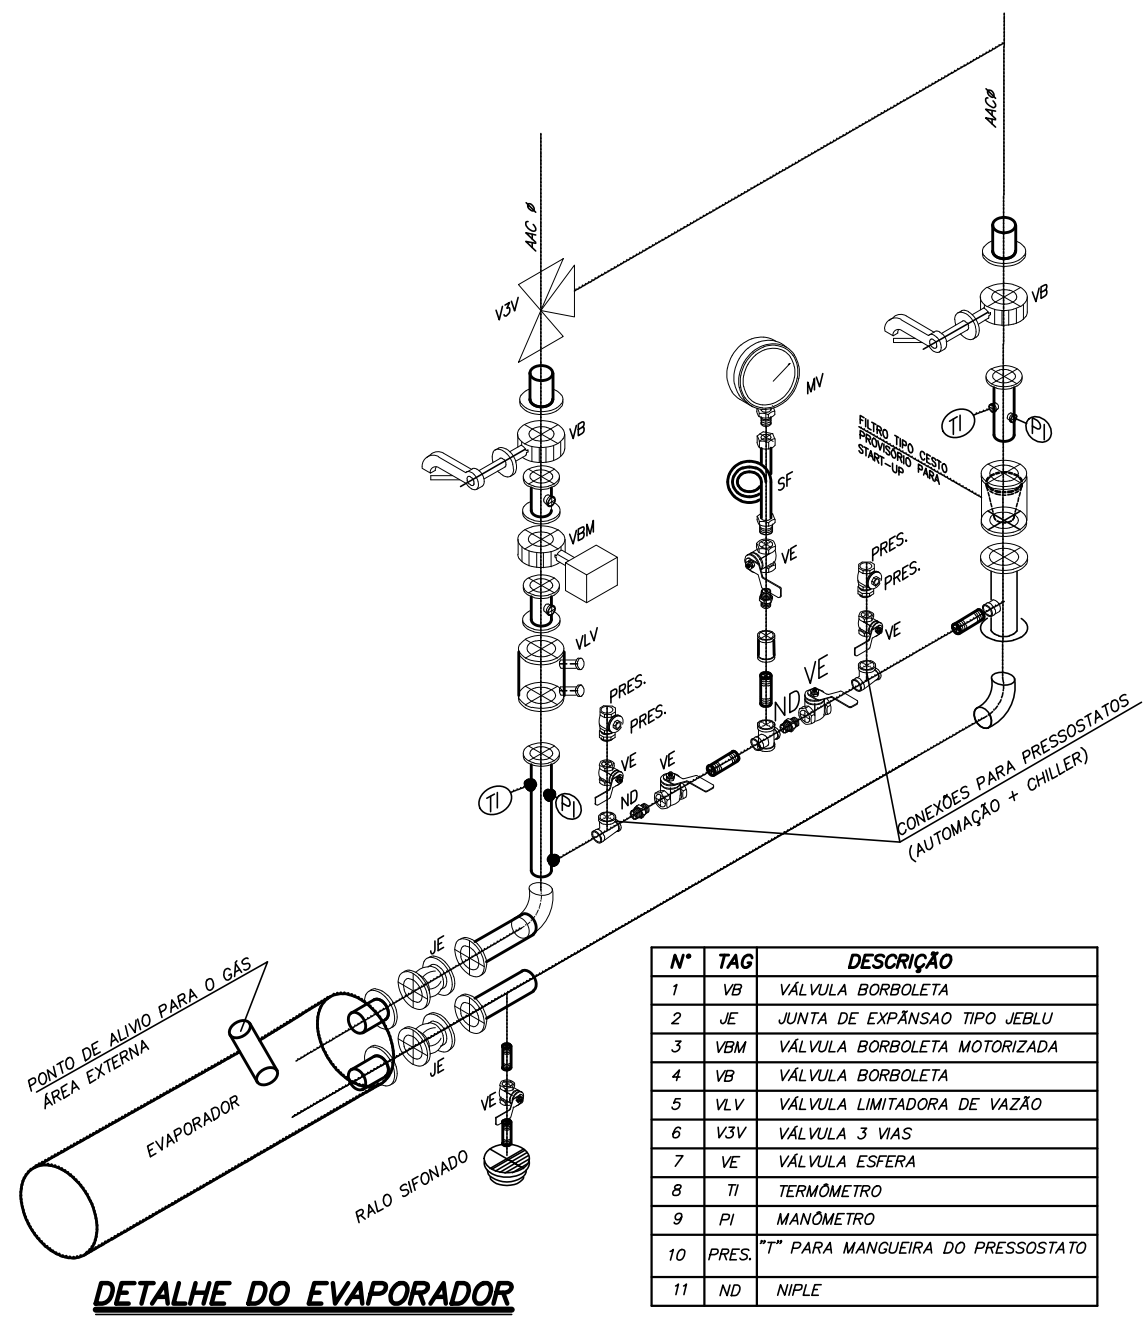 AACØ
AAC Ø
V3V
VB
MV
VB
TI
PI
FILTRO TIPO CESTO
PROVISÓRIO PARA
START-UP
SF
VBM
VE
PRES.
PRES.
VE
VLV
VE
PRES.
PRES.
ND
VE
VE
ND
TI
PI
CONEXÕES PARA PRESSOSTATOS
(AUTOMAÇÃO + CHILLER)
JE
JE
PONTO DE ALIVIO PARA O GÁS
ÁREA EXTERNA
EVAPORADOR
VE
RALO SIFONADO
N° TAG DESCRIÇÃO
1 VB VÁLVULA BORBOLETA
2 JE JUNTA DE EXPÃNSAO TIPO JEBLU
3 VBM VÁLVULA BORBOLETA MOTORIZADA
4 VB VÁLVULA BORBOLETA
5 VLV VÁLVULA LIMITADORA DE VAZÃO
6 V3V VÁLVULA 3 VIAS
7 VE VÁLVULA ESFERA
8 TI TERMÔMETRO
9 PI MANÔMETRO
10 PRES. "T" PARA MANGUEIRA DO PRESSOSTATO
11 ND NIPLE
DETALHE DO EVAPORADOR